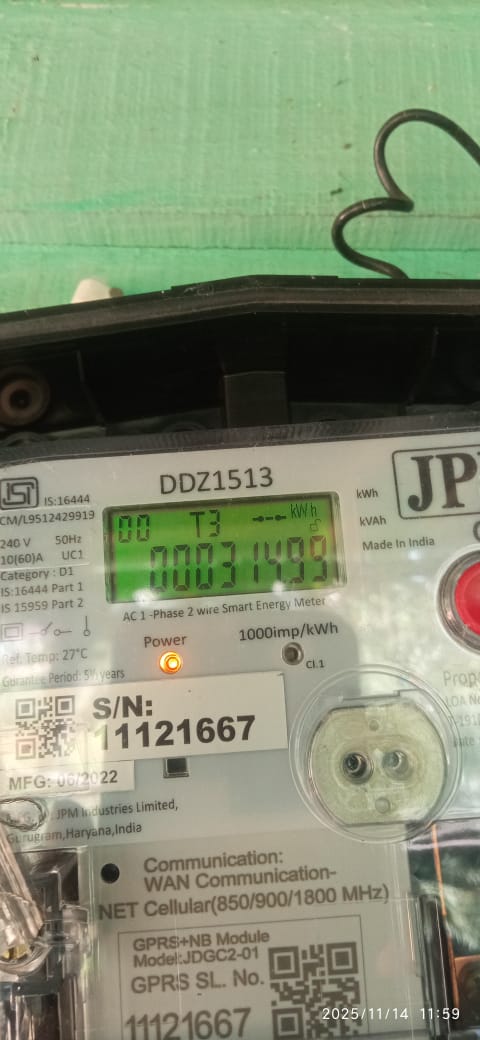 DDZ1513
IS:16444
CM/L9512429919
240 V 50Hz
10(60)A UC1
Category : D1
IS:16444 Part 1
IS 15959 Part 2
Ref. Temp: 27°C
Gurantee Period: 5½ years
00 T3 kWh
00031499
kWh
kVAh
Made In India
JP
AC 1 -Phase 2 wire Smart Energy Meter
Power
1000imp/kWh
Cl.1
S/N:
11121667
MFG: 06/2022
JPM Industries Limited,
Gurugram,Haryana,India
Communication:
WAN Communication-
NET Cellular(850/900/1800 MHz)
GPRS+NB Module
Model:JDGC2-01
GPRS SL. No.
11121667
2025/11/14 11:59